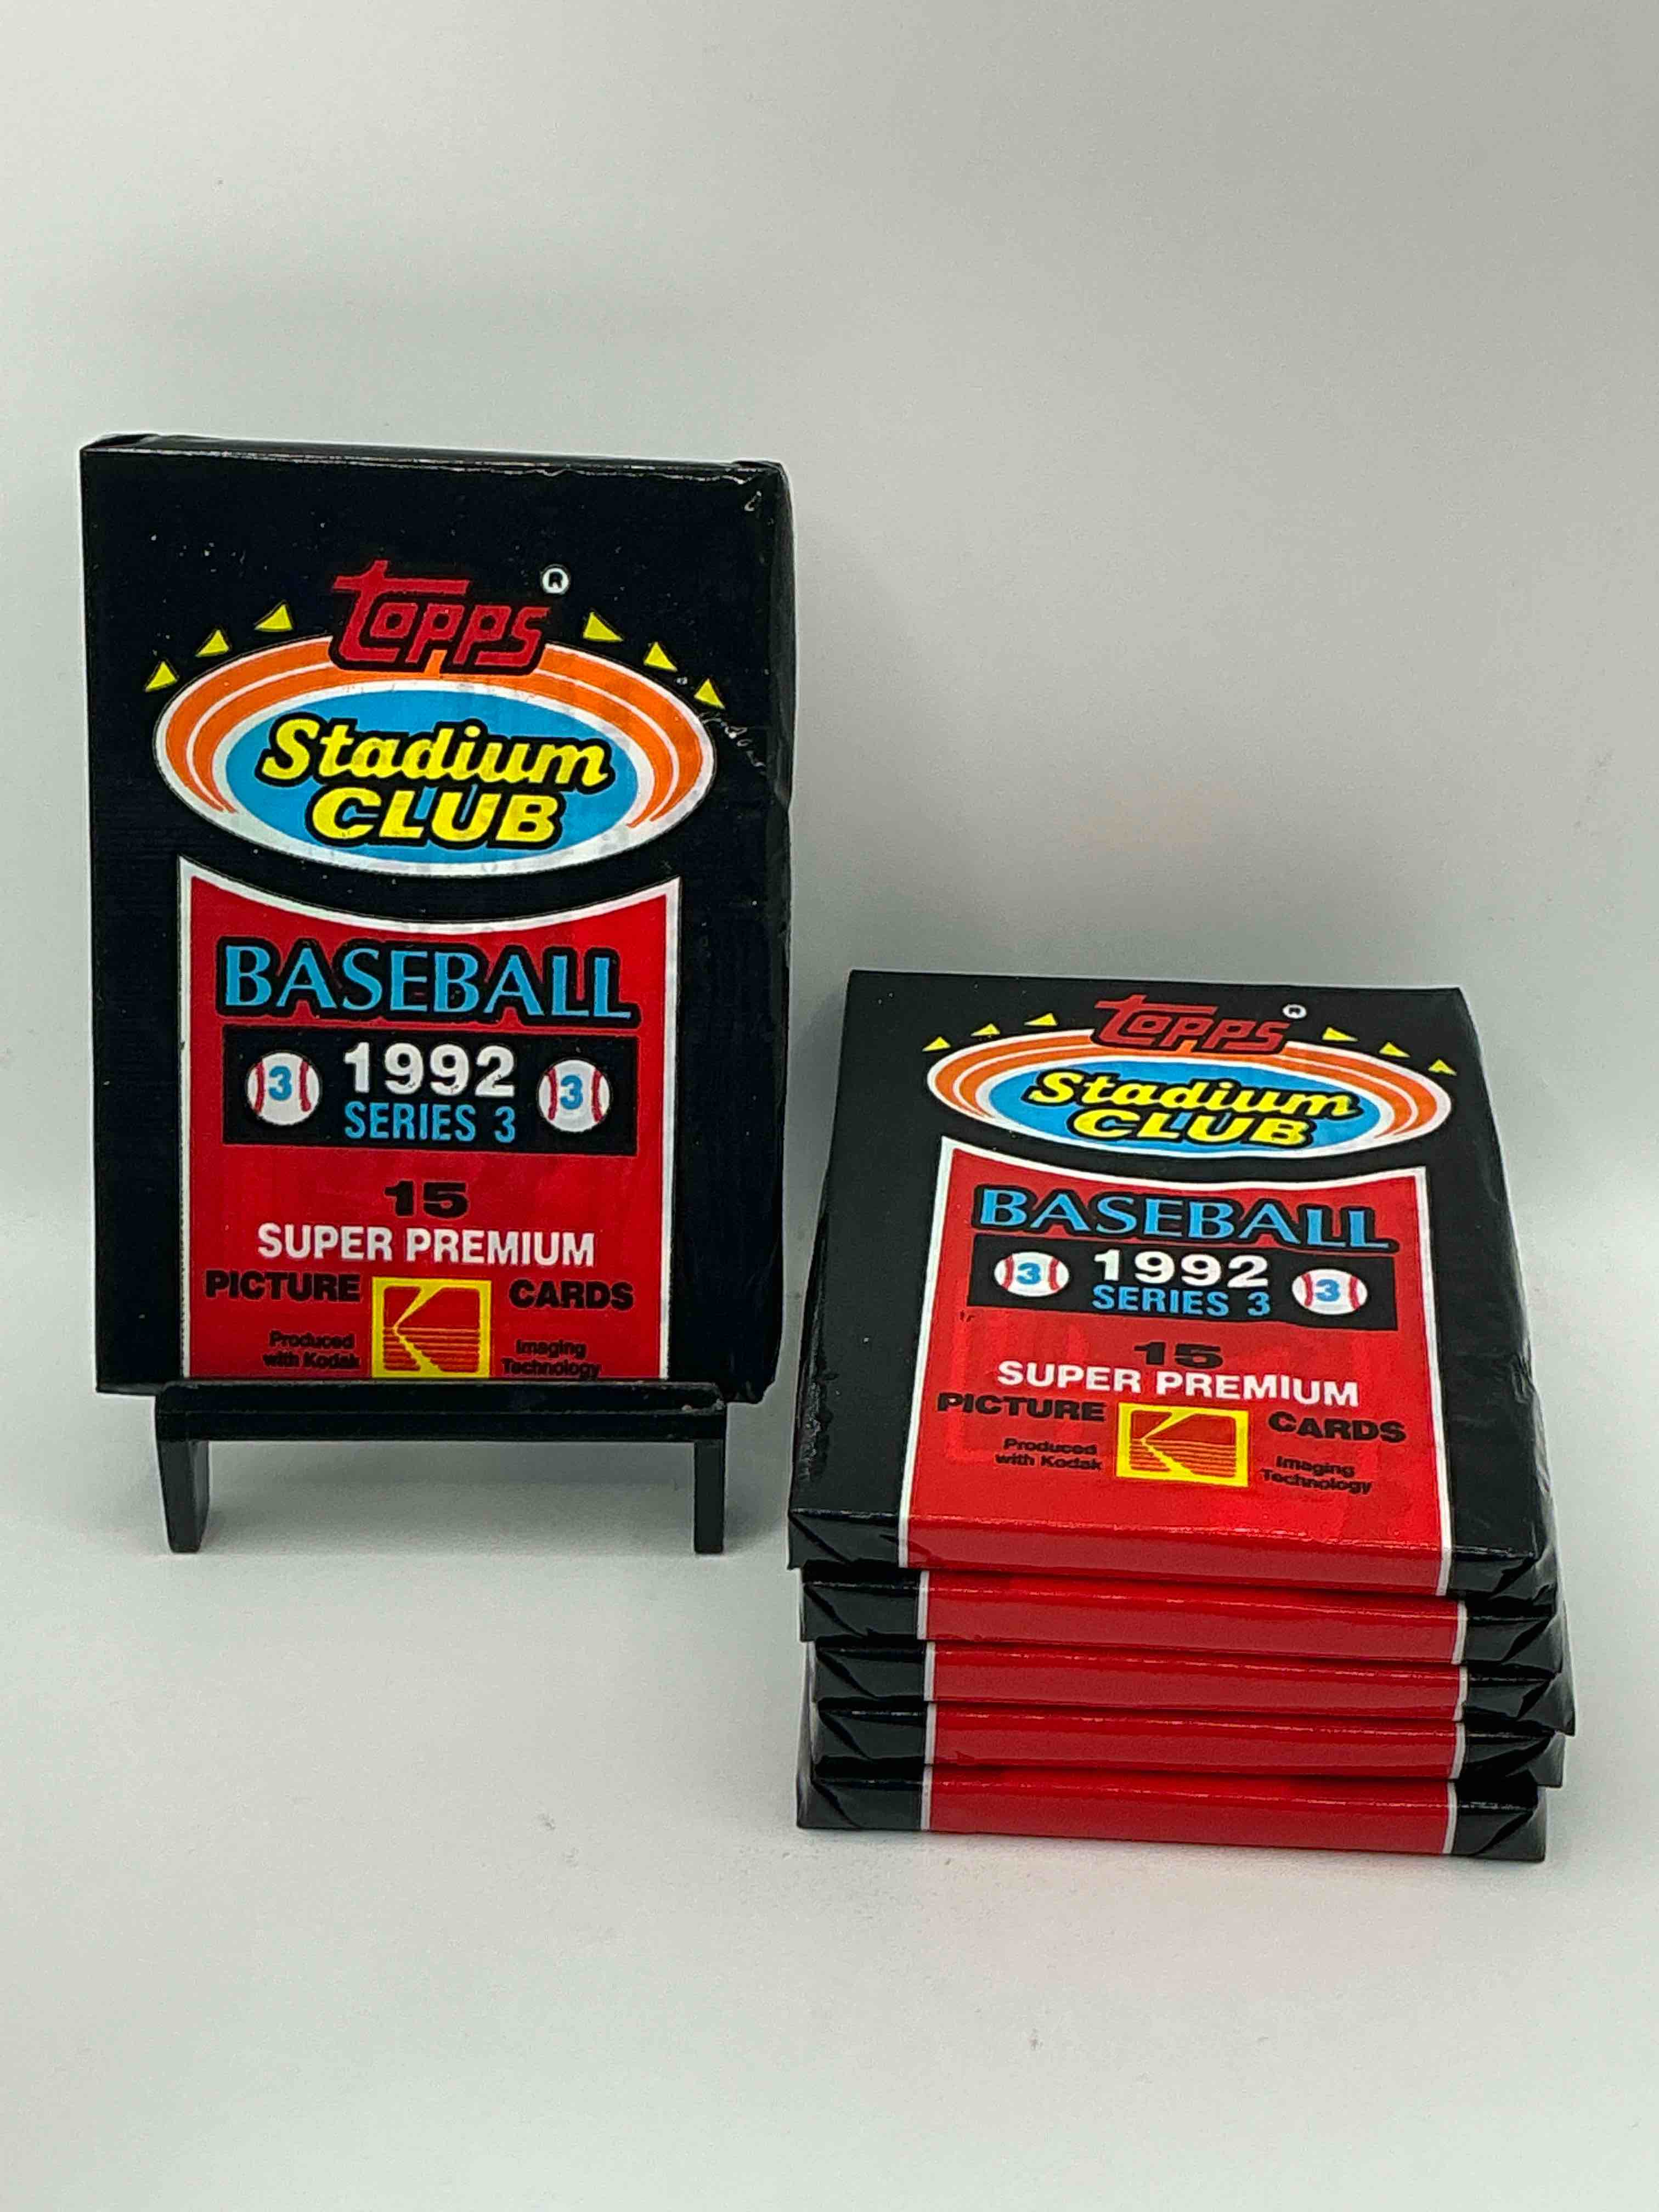 Topps ®
Stadium
CLUB
BASEBALL
3 1992 3
SERIES 3
15
SUPER PREMIUM
PICTURE CARDS
Produced
with Kodak
Imaging
Technology
Topps ®
Stadium
CLUB
BASEBALL
3 1992 3
SERIES 3
15
SUPER PREMIUM
PICTURE CARDS
Produced
with Kodak
Imaging
Technology